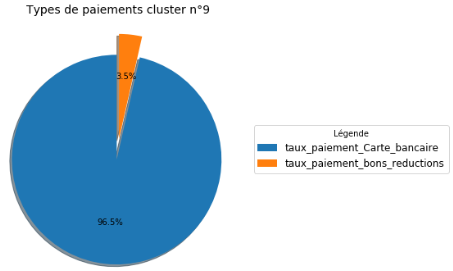 Types de paiements cluster n°9
3.5%
96.5%
Légende
taux_paiement_Carte_bancaire
taux_paiement_bons_reductions